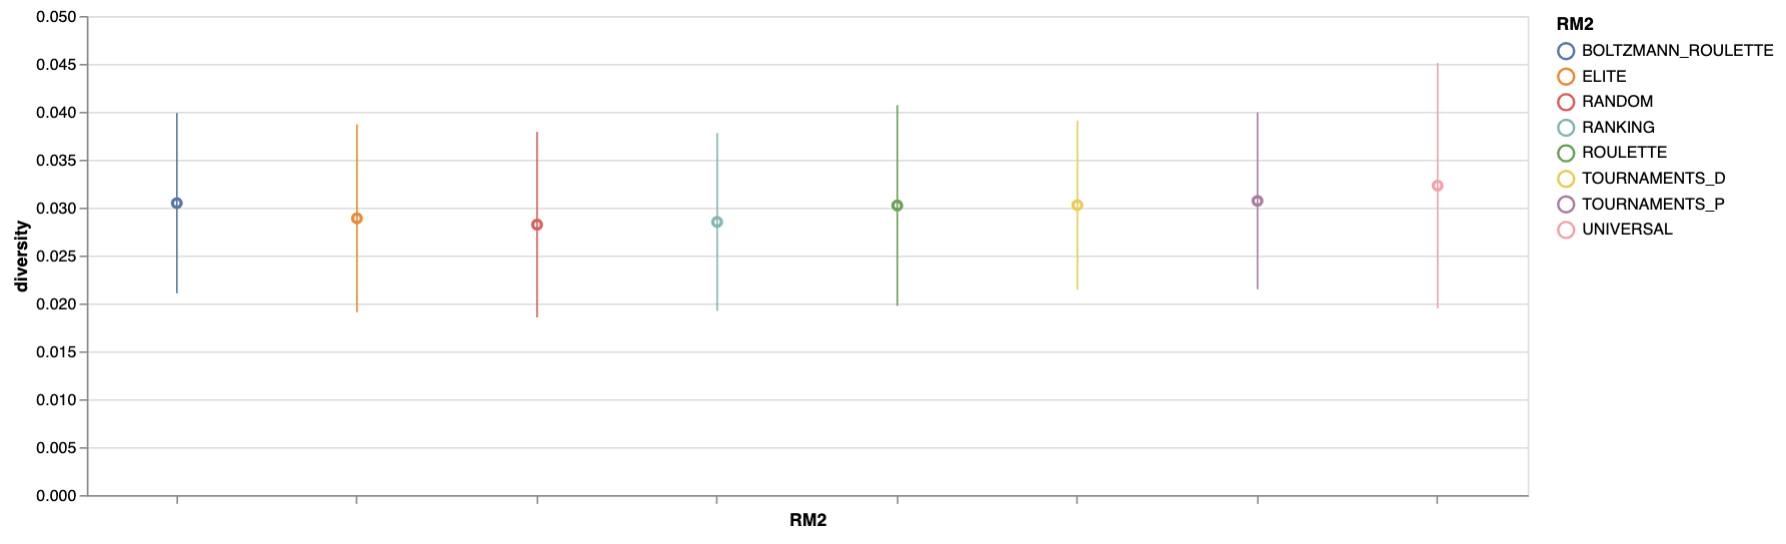 0.050
0.045
0.040
0.035
0.030
0.025
0.020
0.015
0.010
0.005
0.000
diversity
RM2
RM2
BOLTZMANN_ROULETTE
ELITE
RANDOM
RANKING
ROULETTE
TOURNAMENTS_D
TOURNAMENTS_P
UNIVERSAL